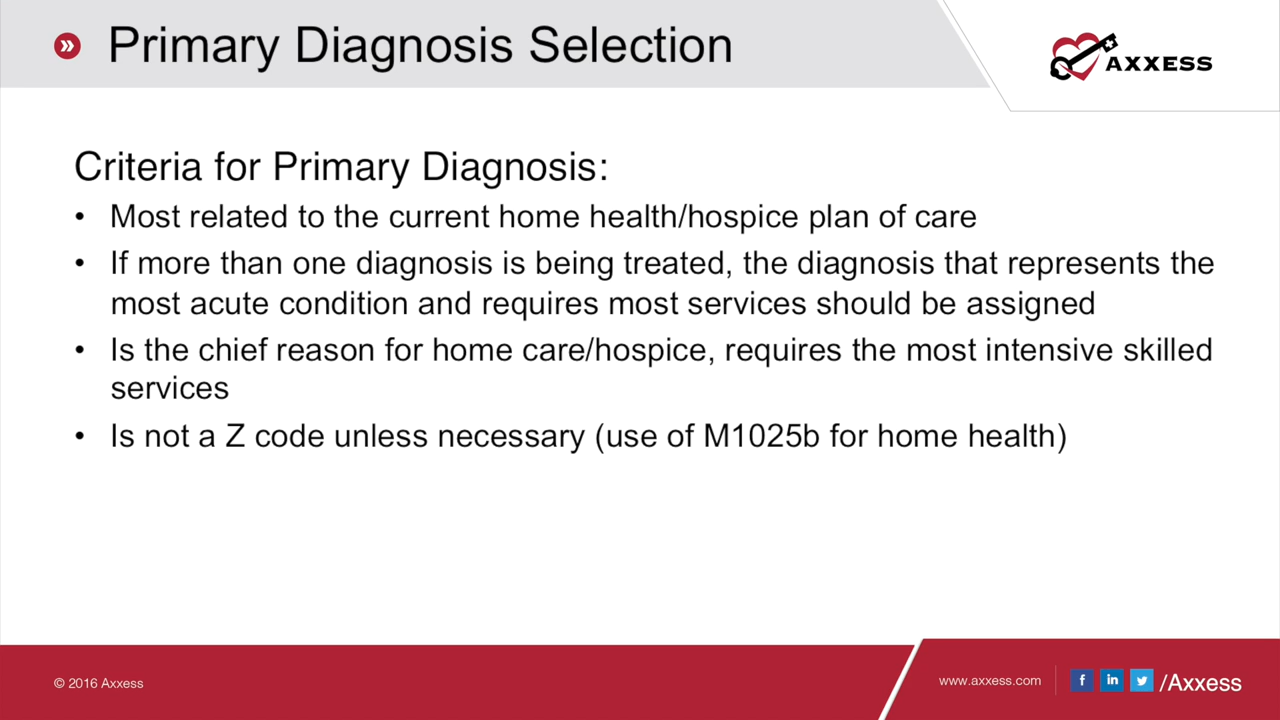 Primary Diagnosis Selection
AXXESS
Criteria for Primary Diagnosis:
• Most related to the current home health/hospice plan of care
• If more than one diagnosis is being treated, the diagnosis that represents the
most acute condition and requires most services should be assigned
• Is the chief reason for home care/hospice, requires the most intensive skilled
services
• Is not a Z code unless necessary (use of M1025b for home health)
© 2016 Axxess
www.axxess.com
/Axxess